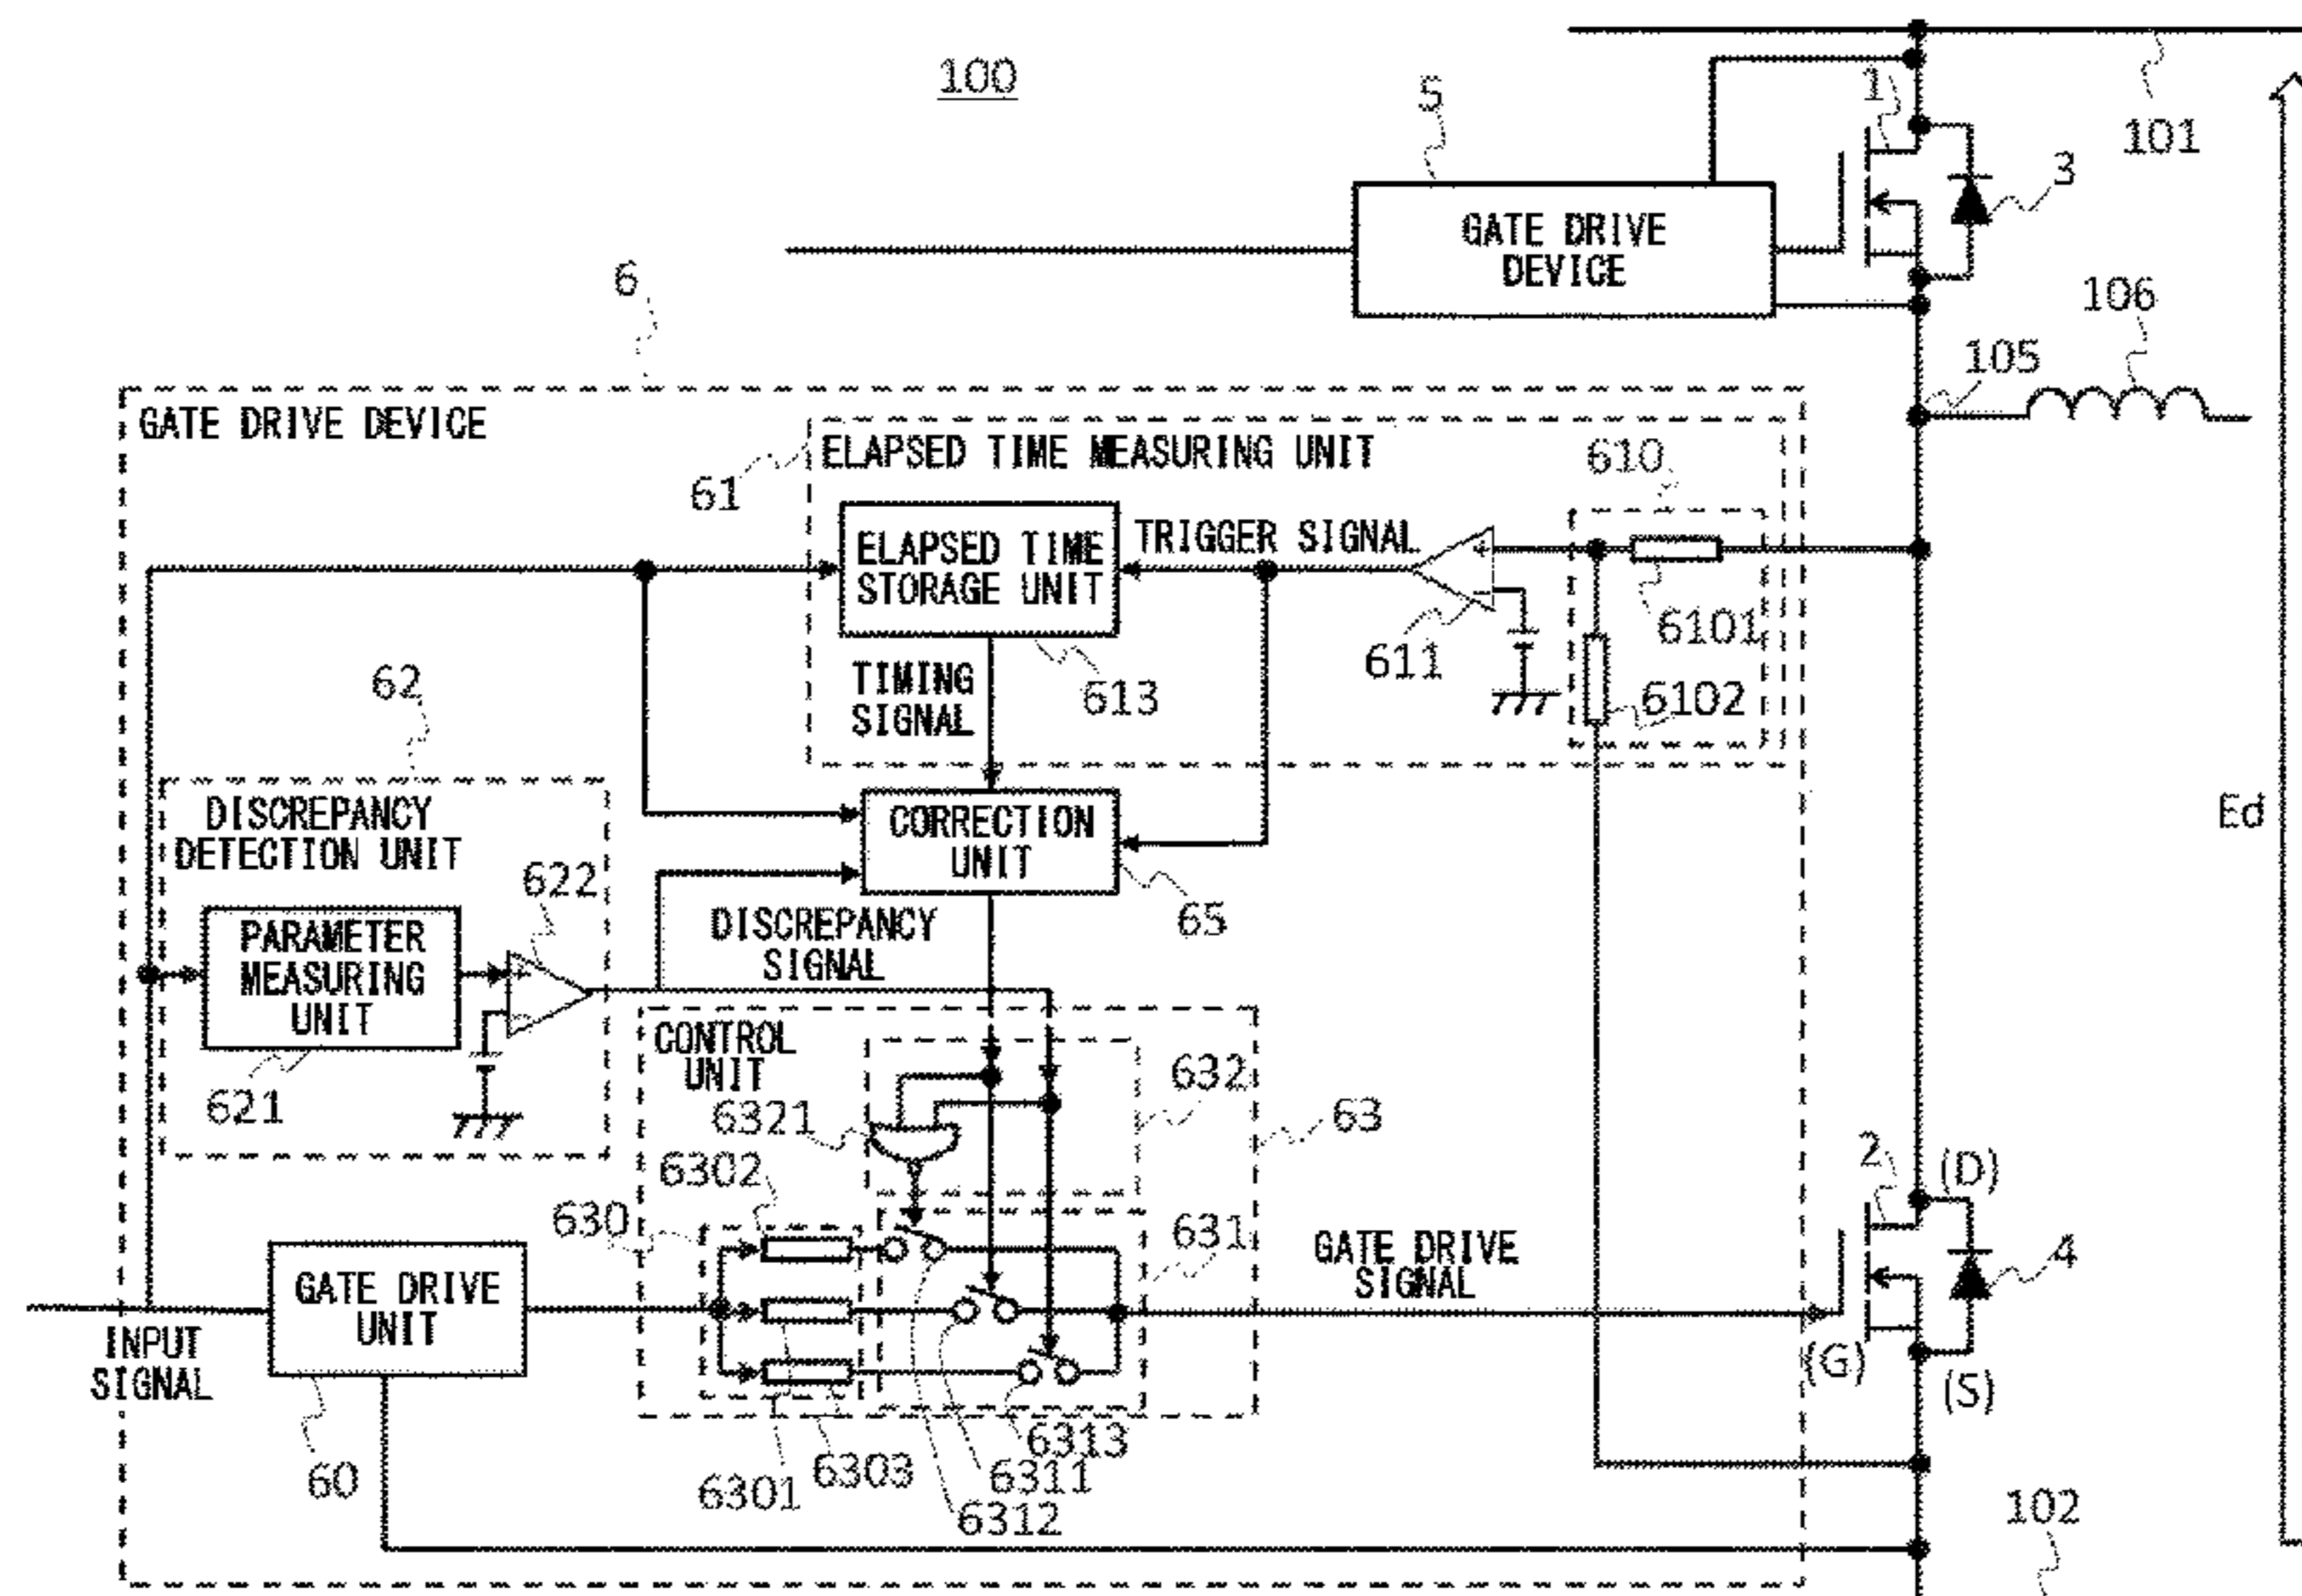 100
1
101
5
3
GATE DRIVE
DEVICE
6
106
105
GATE DRIVE DEVICE
ELAPSED TIME MEASURING UNIT
610
61
TRIGGER SIGNAL
ELAPSED TIME
STORAGE UNIT
+
−
6101
611
62
TIMING
SIGNAL
613
6102
DISCREPANCY
DETECTION UNIT
CORRECTION
UNIT
Ed
622
65
DISCREPANCY
SIGNAL
PARAMETER
MEASURING
UNIT
+
−
CONTROL
UNIT
632
621
6321
63
6302
2
(D)
630
631
GATE DRIVE
SIGNAL
4
GATE DRIVE
UNIT
INPUT
SIGNAL
(G)
(S)
6313
6303
6311
60
6301
6312
102